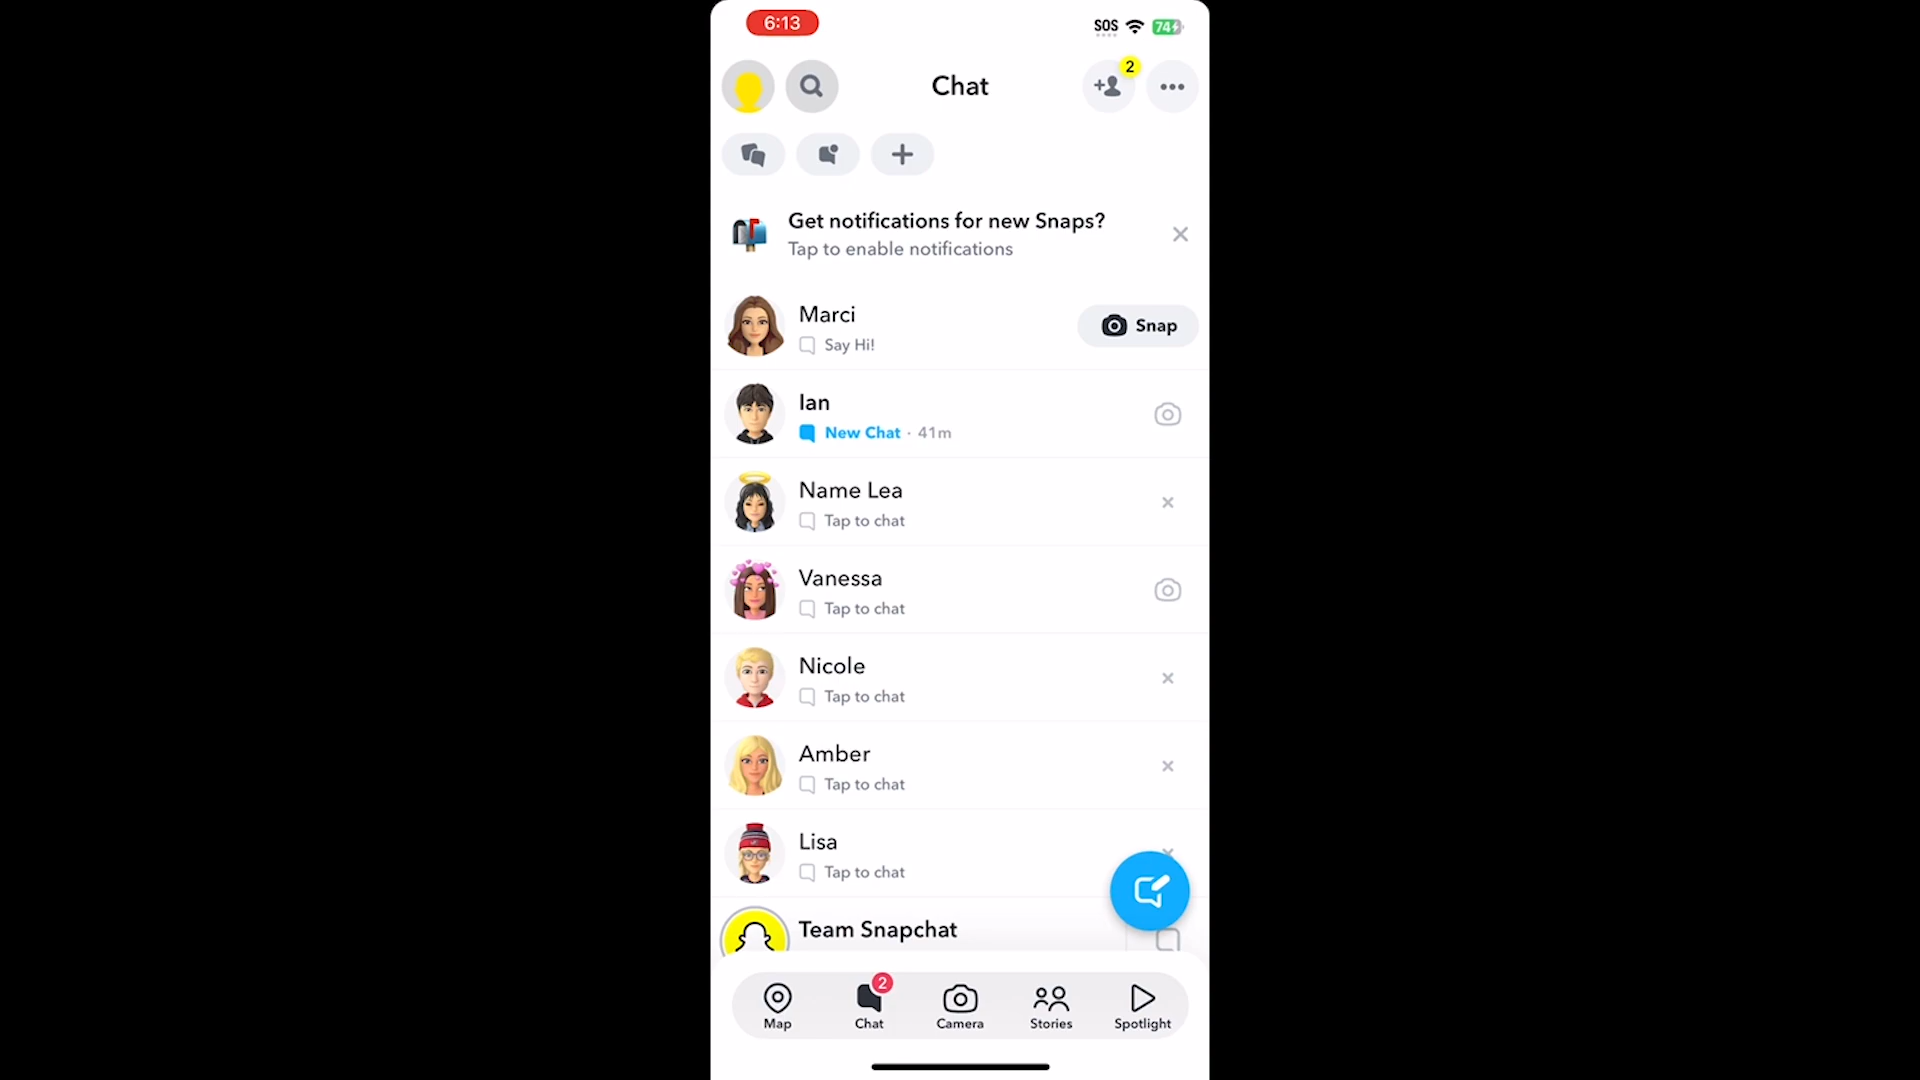 6:13
SOS
74
Chat
2
Get notifications for new Snaps?
Tap to enable notifications
Marci
Say Hi!
Snap
Ian
New Chat · 41m
Name Lea
Tap to chat
Vanessa
Tap to chat
Nicole
Tap to chat
Amber
Tap to chat
Lisa
Tap to chat
Team Snapchat
2
Map
Chat
Camera
Stories
Spotlight